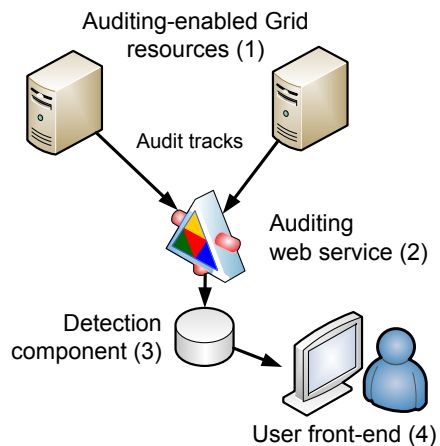 Auditing-enabled Grid
resources (1)
Audit tracks
Auditing
web service (2)
Detection
component (3)
User front-end (4)